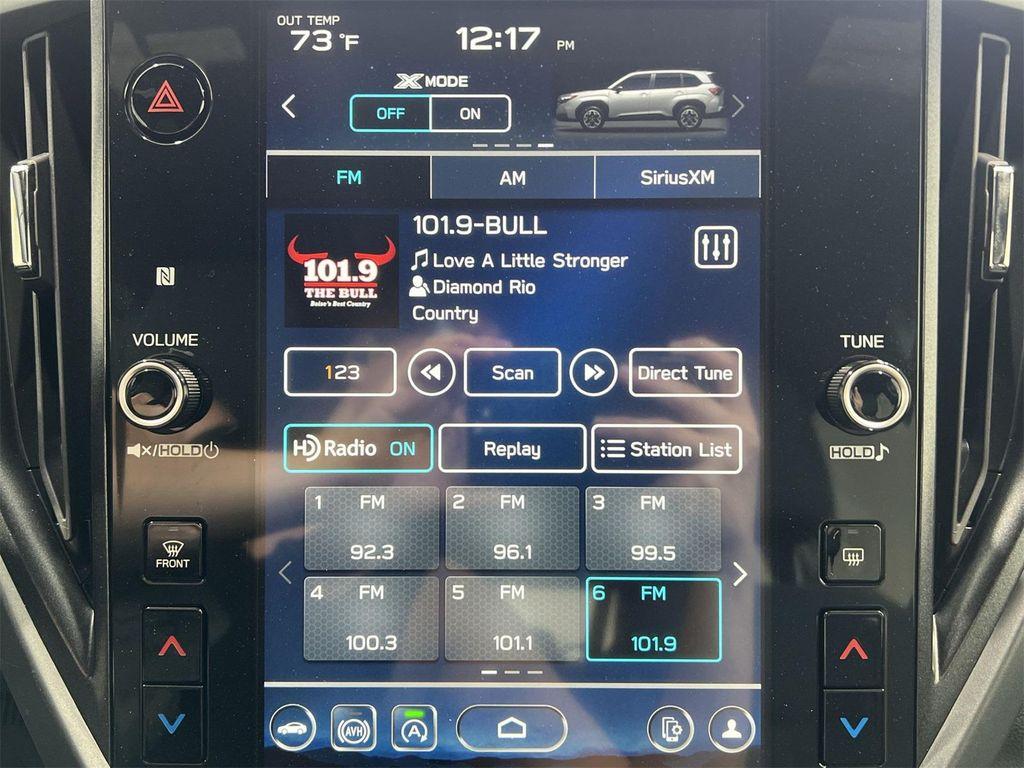 OUT TEMP
73 °F
12:17 PM
X MODE
OFF ON
FM AM SiriusXM
101.9-BULL
Love A Little Stronger
Diamond Rio
Country
101.9
THE BULL
Boise's Best Country
N
VOLUME
TUNE
123 Scan Direct Tune
HD Radio ON Replay Station List
×/HOLD
HOLD
1 FM 2 FM 3 FM
92.3 96.1 99.5
FRONT
4 FM 5 FM 6 FM
100.3 101.1 101.9
AVH A